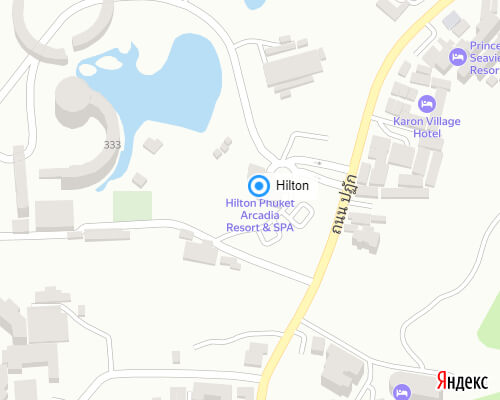 Prince
Seavie
Resor
Karon Village
Hotel
333
Hilton
Hilton Phuket
Arcadia
Resort & SPA
ถนน ปฏัก
Яндекс